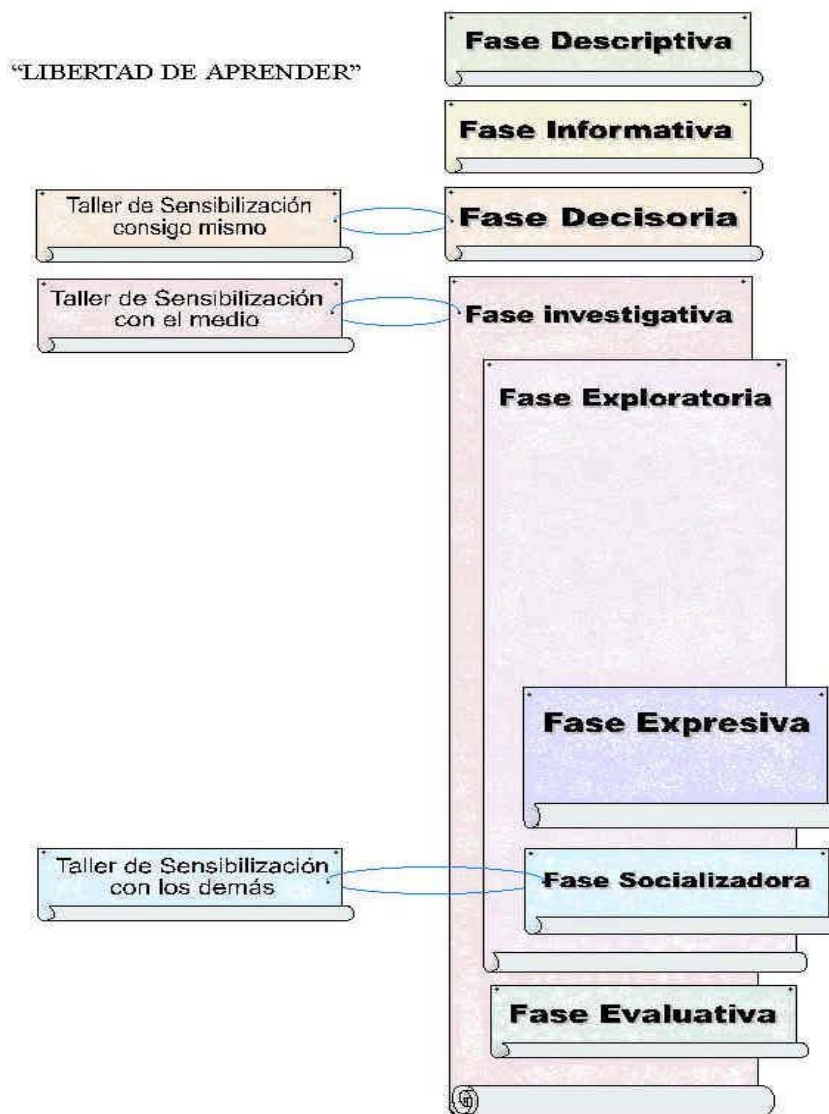 Fase Descriptiva
“LIBERTAD DE APRENDER”
Fase Informativa
Taller de Sensibilización
consigo mismo
Fase Decisoria
Taller de Sensibilización
con el medio
Fase investigativa
Fase Exploratoria
Fase Expresiva
Taller de Sensibilización
con los demás
Fase Socializadora
Fase Evaluativa